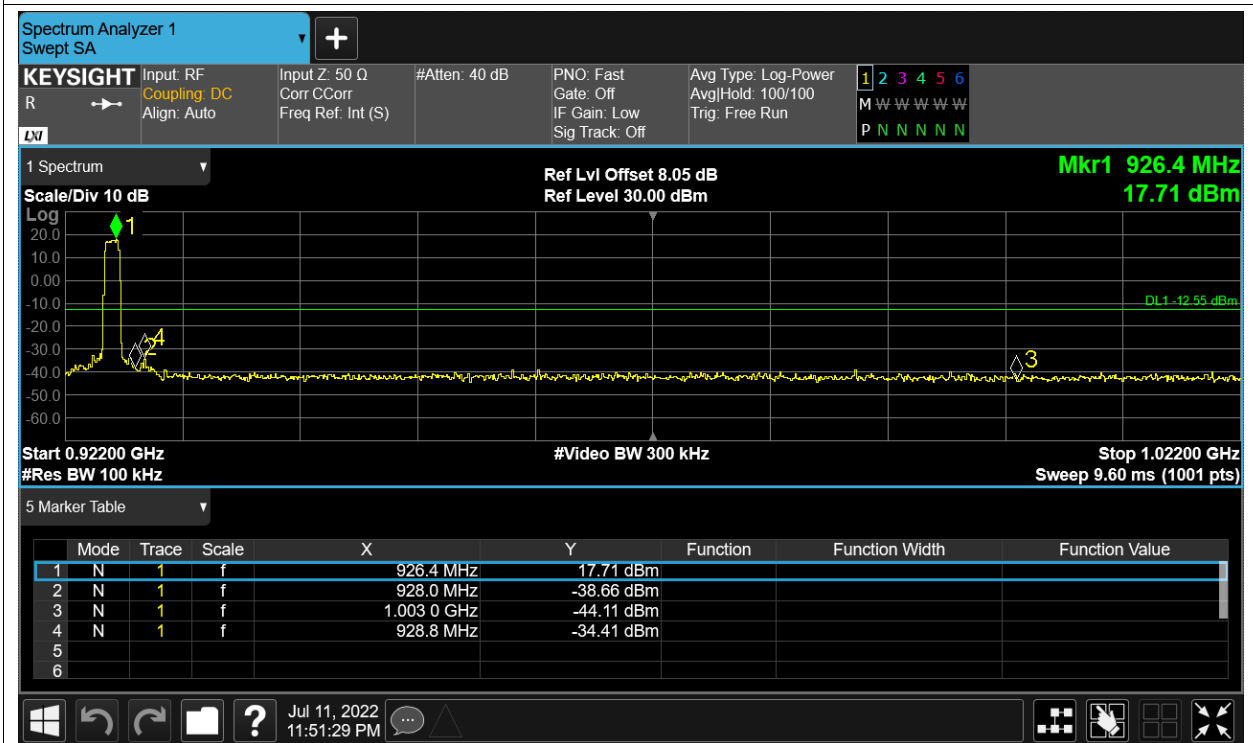 Spectrum Analyzer 1
Swept SA
KEYSIGHT
R
LXI
Input: RF
Coupling: DC
Align: Auto
Input Z: 50 Ω
Corr CCorr
Freq Ref: Int (S)
#Atten: 40 dB
PNO: Fast
Gate: Off
IF Gain: Low
Sig Track: Off
Avg Type: Log-Power
Avg|Hold: 100/100
Trig: Free Run
1 2 3 4 5 6
M W W W W W
P N N N N N
1 Spectrum
Scale/Div 10 dB
Ref Lvl Offset 8.05 dB
Ref Level 30.00 dBm
Mkr1 926.4 MHz
17.71 dBm
Log
20.0
10.0
0.00
-10.0
-20.0
-30.0
-40.0
-50.0
-60.0
1
2
4
3
DL1 -12.55 dBm
Start 0.92200 GHz
#Res BW 100 kHz
#Video BW 300 kHz
Stop 1.02200 GHz
Sweep 9.60 ms (1001 pts)
5 Marker Table
Mode Trace Scale X Y Function Function Width Function Value
1 N 1 f 926.4 MHz 17.71 dBm
2 N 1 f 928.0 MHz -38.66 dBm
3 N 1 f 1.003 0 GHz -44.11 dBm
4 N 1 f 928.8 MHz -34.41 dBm
5
6
?
Jul 11, 2022
11:51:29 PM